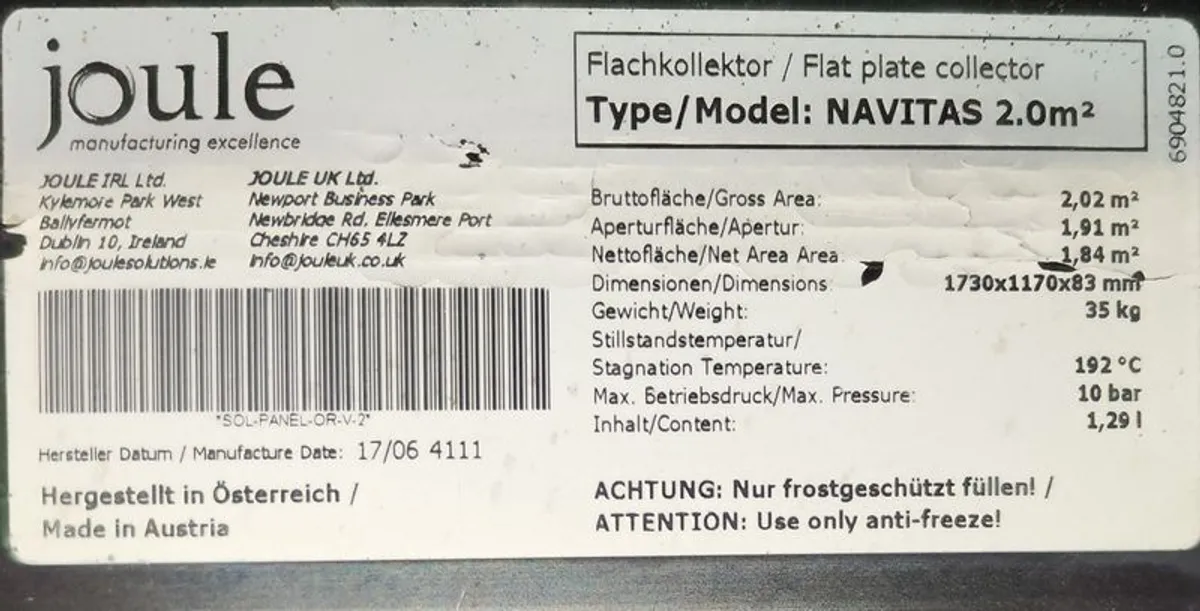 joule
manufacturing excellence
JOULE IRL Ltd.
Kylemore Park West
Ballyfermot
Dublin 10, Ireland
info@joulesolutions.ie
JOULE UK Ltd.
Newport Business Park
Newbridge Rd. Ellesmere Port
Cheshire CH65 4LZ
info@jouleuk.co.uk
*SOL-PANEL-OR-V-2*
Hersteller Datum / Manufacture Date: 17/06 4111
Hergestellt in Österreich /
Made in Austria
Flachkollektor / Flat plate collector
Type/Model: NAVITAS 2.0m²
6904821.0
Bruttofläche/Gross Area: 2,02 m²
Aperturfläche/Apertur: 1,91 m²
Nettofläche/Net Area Area: 1,84 m²
Dimensionen/Dimensions: 1730x1170x83 mm
Gewicht/Weight: 35 kg
Stillstandstemperatur/
Stagnation Temperature: 192 °C
Max. Betriebsdruck/Max. Pressure: 10 bar
Inhalt/Content: 1,29 l
ACHTUNG: Nur frostgeschützt füllen! /
ATTENTION: Use only anti-freeze!